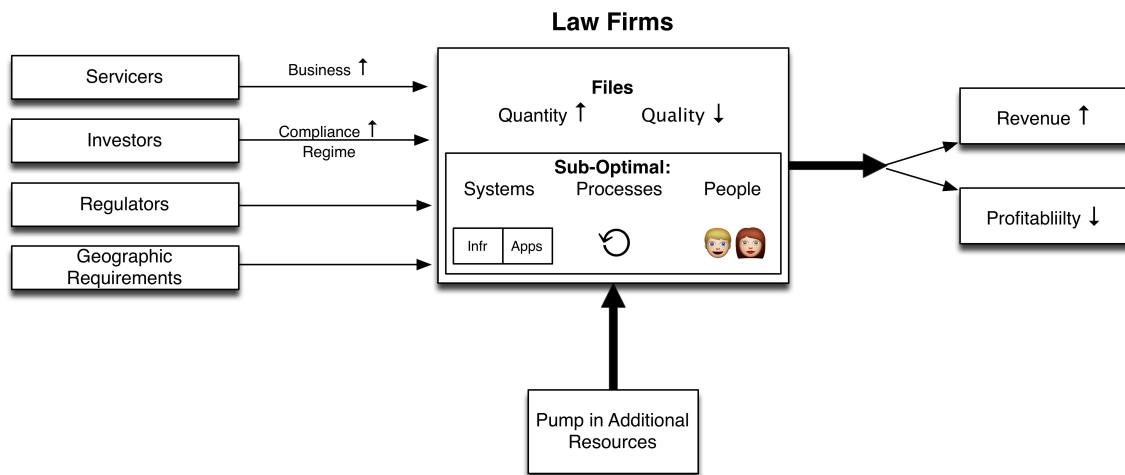 Law Firms
Servicers
Business ↑
Investors
Compliance ↑
Regime
Regulators
Geographic
Requirements
Files
Quantity ↑ Quality ↓
Sub-Optimal:
Systems Processes People
Infr Apps
Revenue ↑
Profitabliilty ↓
Pump in Additional
Resources